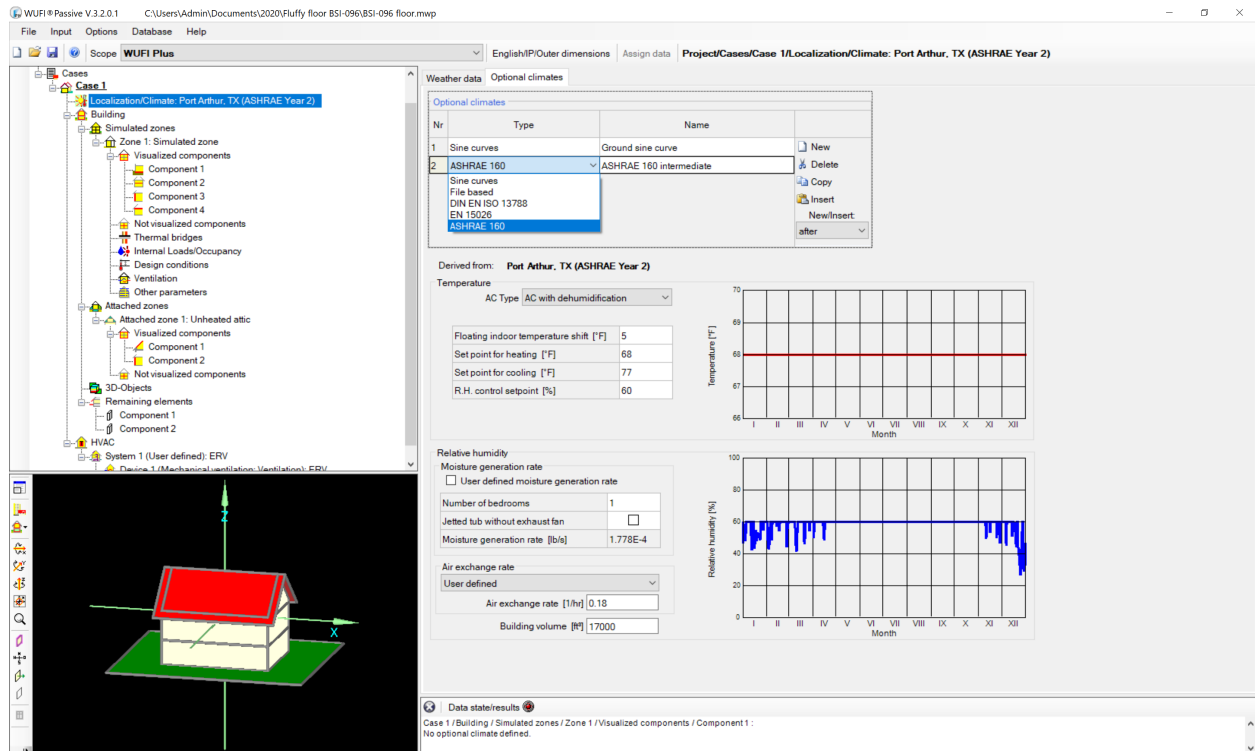 WUFI®Passive V.3.2.0.1 C:\Users\Admin\Documents\2020\Fluffy floor BSI-096\BSI-096 floor.mwp
File Input Options Database Help
Scope WUFI Plus English/IP/Outer dimensions Assign data Project/Cases/Case 1/Localization/Climate: Port Arthur, TX (ASHRAE Year 2)
Cases
Case 1
Localization/Climate: Port Arthur, TX (ASHRAE Year 2)
Building
Simulated zones
Zone 1: Simulated zone
Visualized components
Component 1
Component 2
Component 3
Component 4
Not visualized components
Thermal bridges
Internal Loads/Occupancy
Design conditions
Ventilation
Other parameters
Attached zones
Attached zone 1: Unheated attic
Visualized components
Component 1
Component 2
Not visualized components
3D-Objects
Remaining elements
Component 1
Component 2
HVAC
System 1 (User defined): ERV
Device 1 (Mechanical ventilation: Ventilation): ERV
Z
X
Weather data Optional climates
Optional climates
Nr Type Name
1 Sine curves Ground sine curve
2 ASHRAE 160 ASHRAE 160 intermediate
Sine curves
File based
DIN EN ISO 13788
EN 15026
ASHRAE 160
New
Delete
Copy
Insert
New/Insert:
after
Derived from: Port Arthur, TX (ASHRAE Year 2)
Temperature
AC Type AC with dehumidification
Floating indoor temperature shift [°F] 5
Set point for heating [°F] 68
Set point for cooling [°F] 77
R.H. control setpoint [%] 60
Temperature [°F]
70
69
68
67
66
I II III IV V VI VII VIII IX X XI XII
Month
Relative humidity
Moisture generation rate
User defined moisture generation rate
Number of bedrooms 1
Jetted tub without exhaust fan
Moisture generation rate [lb/s] 1.778E-4
Air exchange rate
User defined
Air exchange rate [1/hr] 0.18
Building volume [ft³] 17000
Relative humidity [%]
100
80
60
40
20
0
I II III IV V VI VII VIII IX X XI XII
Month
Data state/results
Case 1 / Building / Simulated zones / Zone 1 / Visualized components / Component 1 :
No optional climate defined.